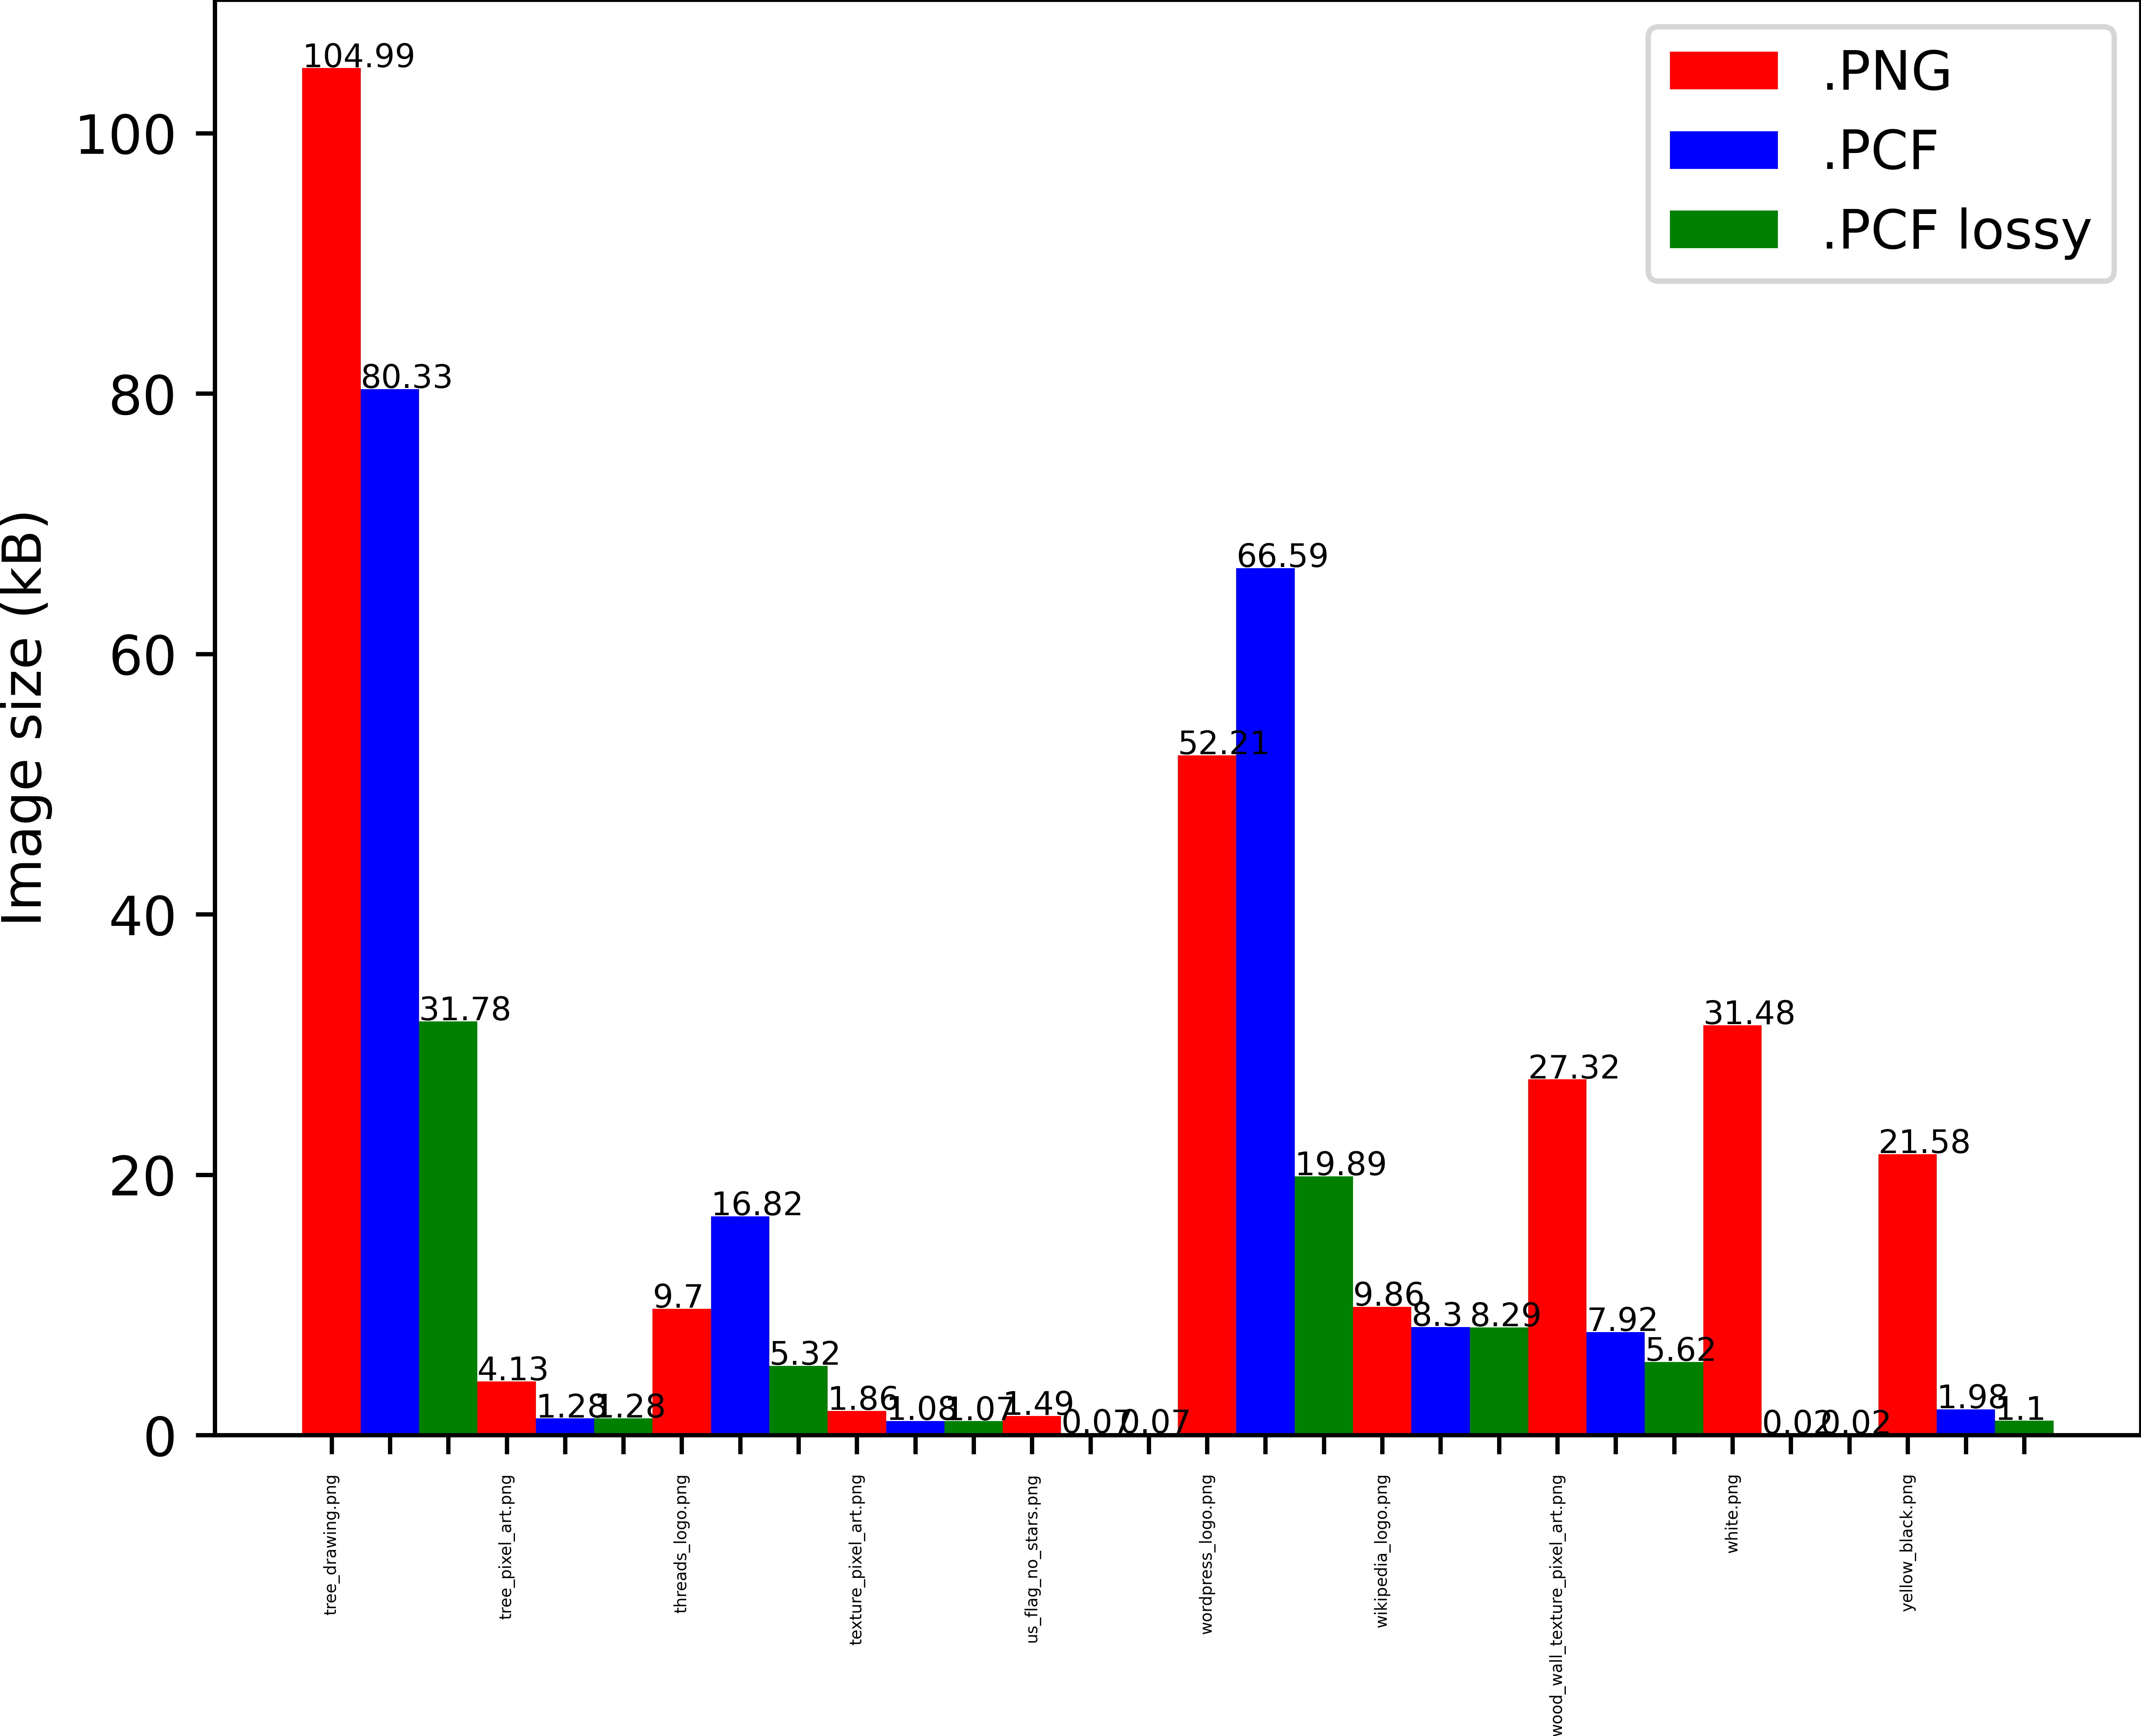 104.99
80.33
31.78
4.13
1.28
1.28
9.7
16.82
5.32
1.86
1.08
1.07
1.49
0.07
0.07
52.21
66.59
19.89
9.86
8.3
8.29
27.32
7.92
5.62
31.48
0.02
0.02
21.58
1.98
1.1
.PNG
.PCF
.PCF lossy
100
80
60
40
20
0
Image size (kB)
tree_drawing.png
tree_pixel_art.png
threads_logo.png
texture_pixel_art.png
us_flag_no_stars.png
wordpress_logo.png
wikipedia_logo.png
wood_wall_texture_pixel_art.png
white.png
yellow_black.png